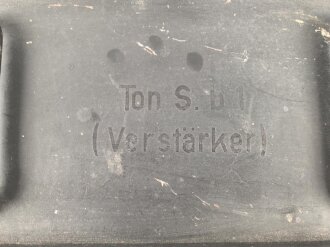 Ton S. b 1
(Verstärker)